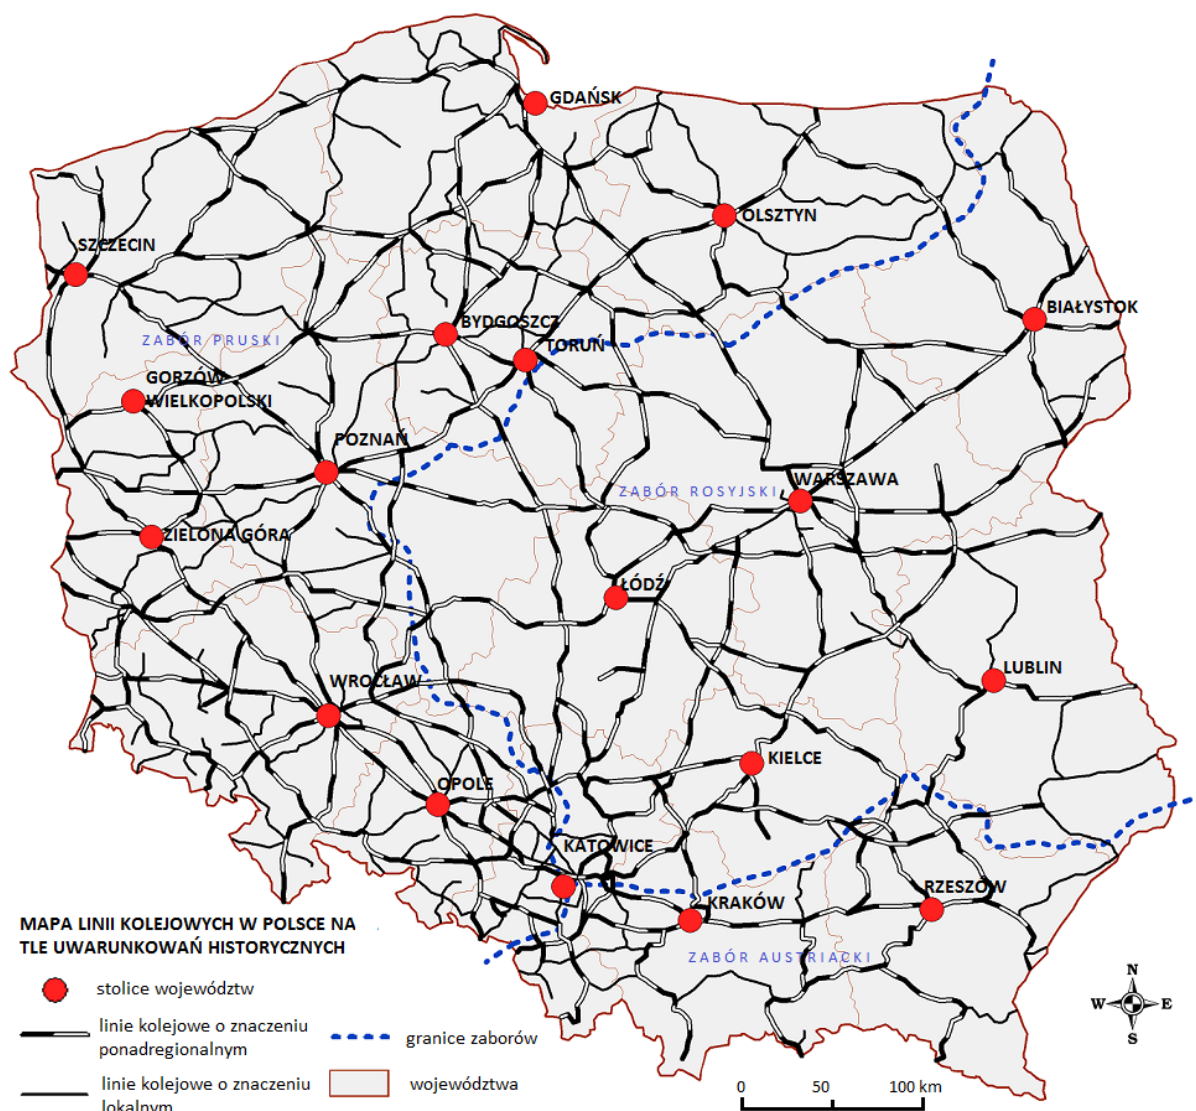 GDAŃSK
OLSZTYN
SZCZECIN
BIAŁYSTOK
BYDGOSZCZ
ZABÓR PRUSKI
TORUŃ
GORZÓW
WIELKOPOLSKI
POZNAŃ
WARSZAWA
ZABÓR ROSYJSKI
ZIELONA GÓRA
ŁÓDŹ
LUBLIN
WROCŁAW
KIELCE
OPOLE
KATOWICE
RZESZÓW
KRAKÓW
ZABÓR AUSTRIACKI
MAPA LINII KOLEJOWYCH W POLSCE NA
TLE UWARUNKOWAŃ HISTORYCZNYCH
stolice województw
linie kolejowe o znaczeniu
ponadregionalnym
granice zaborów
linie kolejowe o znaczeniu
lokalnym
województwa
N
W E
S
0 50 100 km